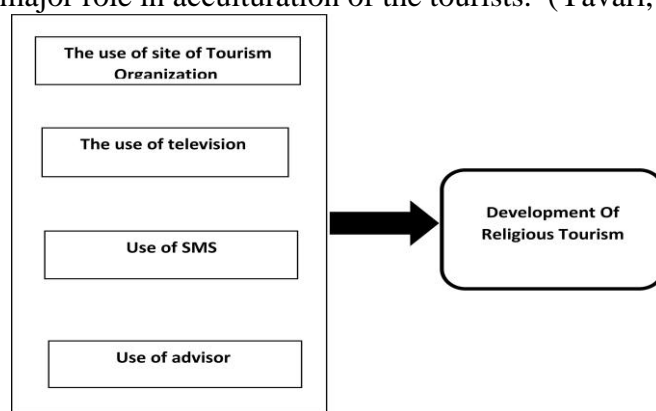 major role in acculturation of the tourists. (Yavari,
The use of site of Tourism
Organization
The use of television
Use of SMS
Use of advisor
Development Of
Religious Tourism